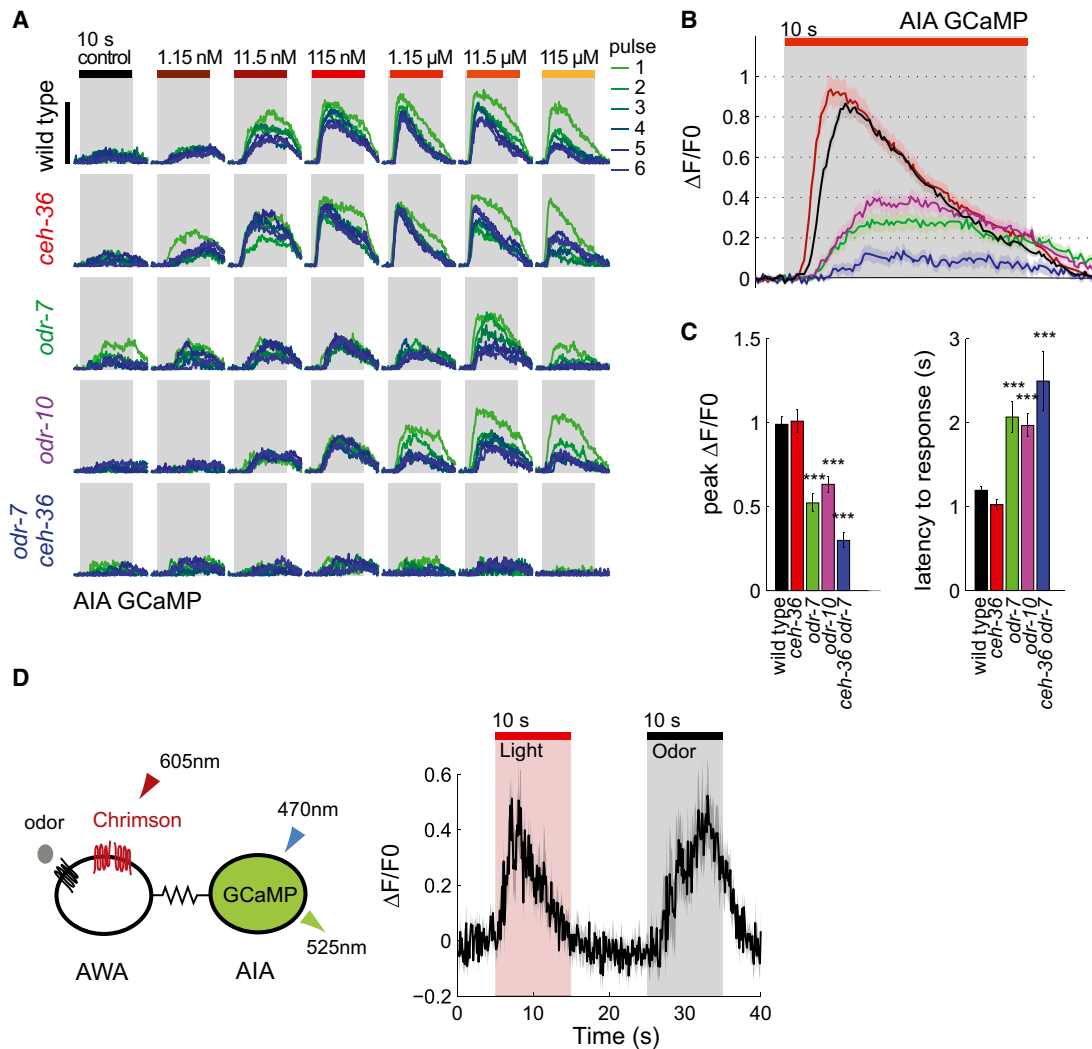 A
10 s
control
1.15 nM
11.5 nM
115 nM
1.15 µM
11.5 µM
115 µM
pulse
1
2
3
4
5
6
wild type
ceh-36
odr-7
odr-10
odr-7
ceh-36
AIA GCaMP
B
AIA GCaMP
10 s
ΔF/F0
1
0.8
0.6
0.4
0.2
0
C
peak ΔF/F0
1.5
1
0.5
0
***
***
***
wild type
ceh-36
odr-7
odr-10
ceh-36 odr-7
latency to response (s)
3
2
1
0
***
***
***
wild type
ceh-36
odr-7
odr-10
ceh-36 odr-7
D
odor
Chrimson
605nm
470nm
GCaMP
525nm
AWA
AIA
10 s
Light
10 s
Odor
ΔF/F0
0.6
0.4
0.2
0
−0.2
0
10
20
30
40
Time (s)